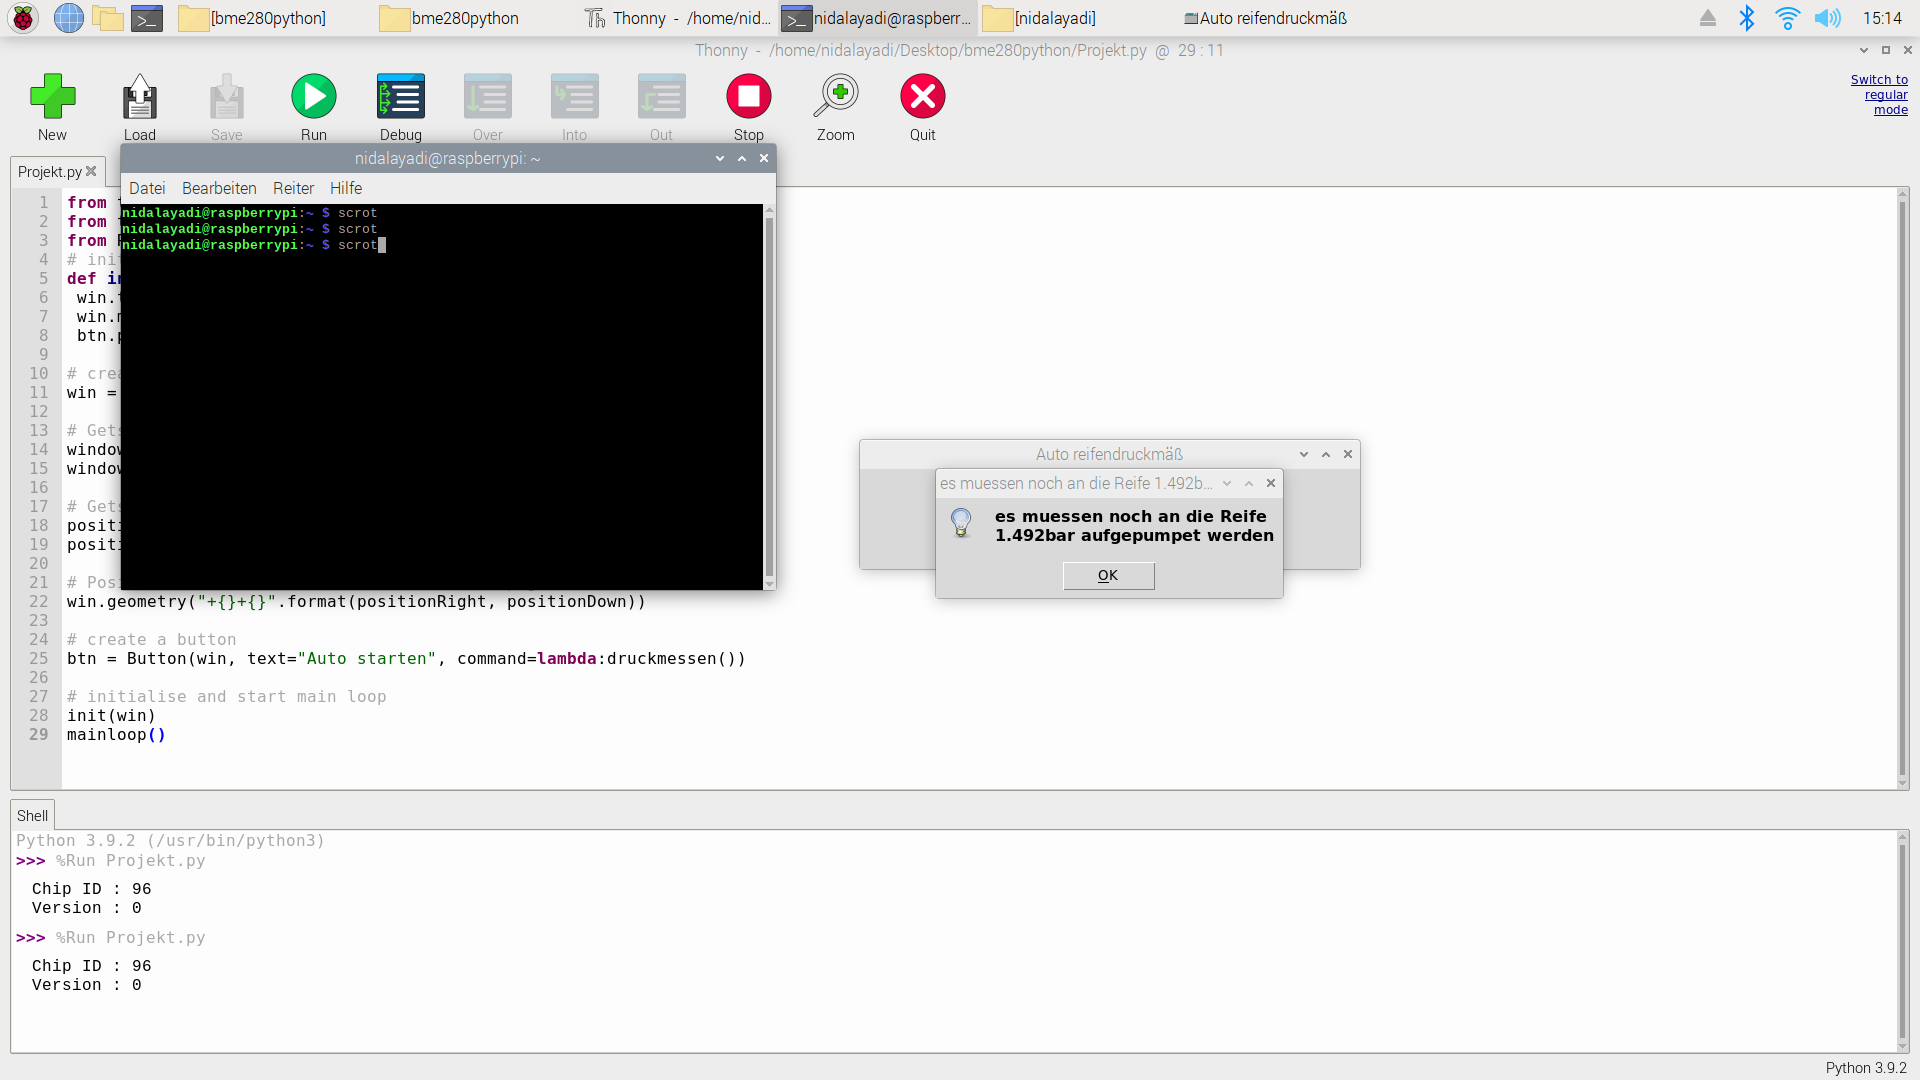 [bme280python]
bme280python
Thonny - /home/nid...
nidalayadi@raspberr...
[nidalayadi]
Auto reifendruckmäß
15:14
Thonny - /home/nidalayadi/Desktop/bme280python/Projekt.py @ 29 : 11
New
Load
Save
Run
Debug
Over
Into
Out
Stop
Zoom
Quit
Switch to
regular
mode
nidalayadi@raspberrypi: ~
Datei Bearbeiten Reiter Hilfe
nidalayadi@raspberrypi:~ $ scrot
nidalayadi@raspberrypi:~ $ scrot
nidalayadi@raspberrypi:~ $ scrot
Projekt.py
1 from
2 from
3 from
4 # ini
5 def in
6 win.
7 win.
8 btn.
9
10 # crea
11 win =
12
13 # Gets
14 window
15 window
16
17 # Gets
18 positi
19 positi
20
21 # Pos
22 win.geometry("+{}+{}".format(positionRight, positionDown))
23
24 # create a button
25 btn = Button(win, text="Auto starten", command=lambda:druckmessen())
26
27 # initialise and start main loop
28 init(win)
29 mainloop()
Auto reifendruckmäß
es muessen noch an die Reife 1.492b...
es muessen noch an die Reife
1.492bar aufgepumpet werden
OK
Shell
Python 3.9.2 (/usr/bin/python3)
>>> %Run Projekt.py
Chip ID : 96
Version : 0
>>> %Run Projekt.py
Chip ID : 96
Version : 0
Python 3.9.2